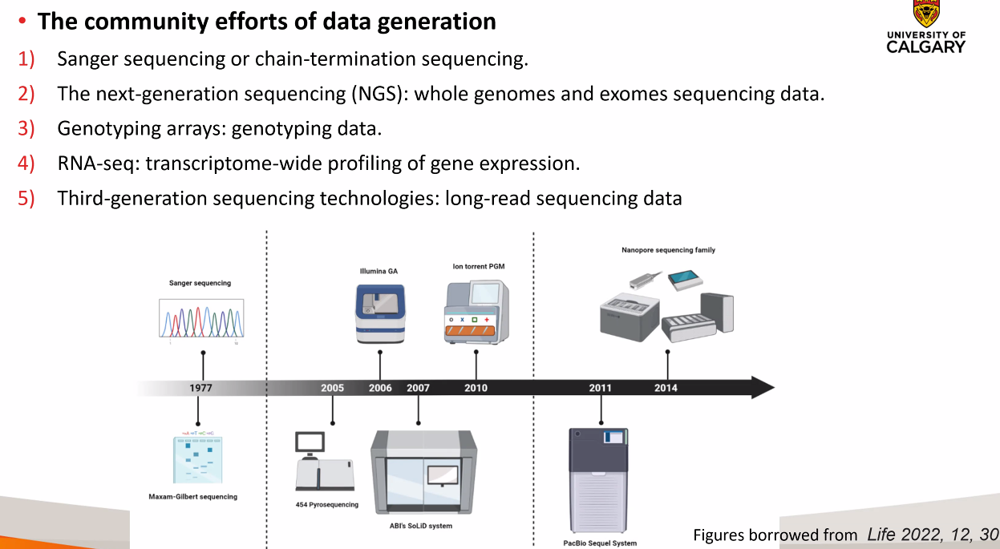 • The community efforts of data generation
UNIVERSITY OF
CALGARY
1) Sanger sequencing or chain-termination sequencing.
2) The next-generation sequencing (NGS): whole genomes and exomes sequencing data.
3) Genotyping arrays: genotyping data.
4) RNA-seq: transcriptome-wide profiling of gene expression.
5) Third-generation sequencing technologies: long-read sequencing data
Nanopore sequencing family
Ion torrent PGM
Illumina GA
Sanger sequencing
1977
2005
2006
2007
2010
2011
2014
Maxam-Gilbert sequencing
454 Pyrosequencing
ABI's SoLiD system
PacBio Sequel System
Figures borrowed from Life 2022, 12, 30